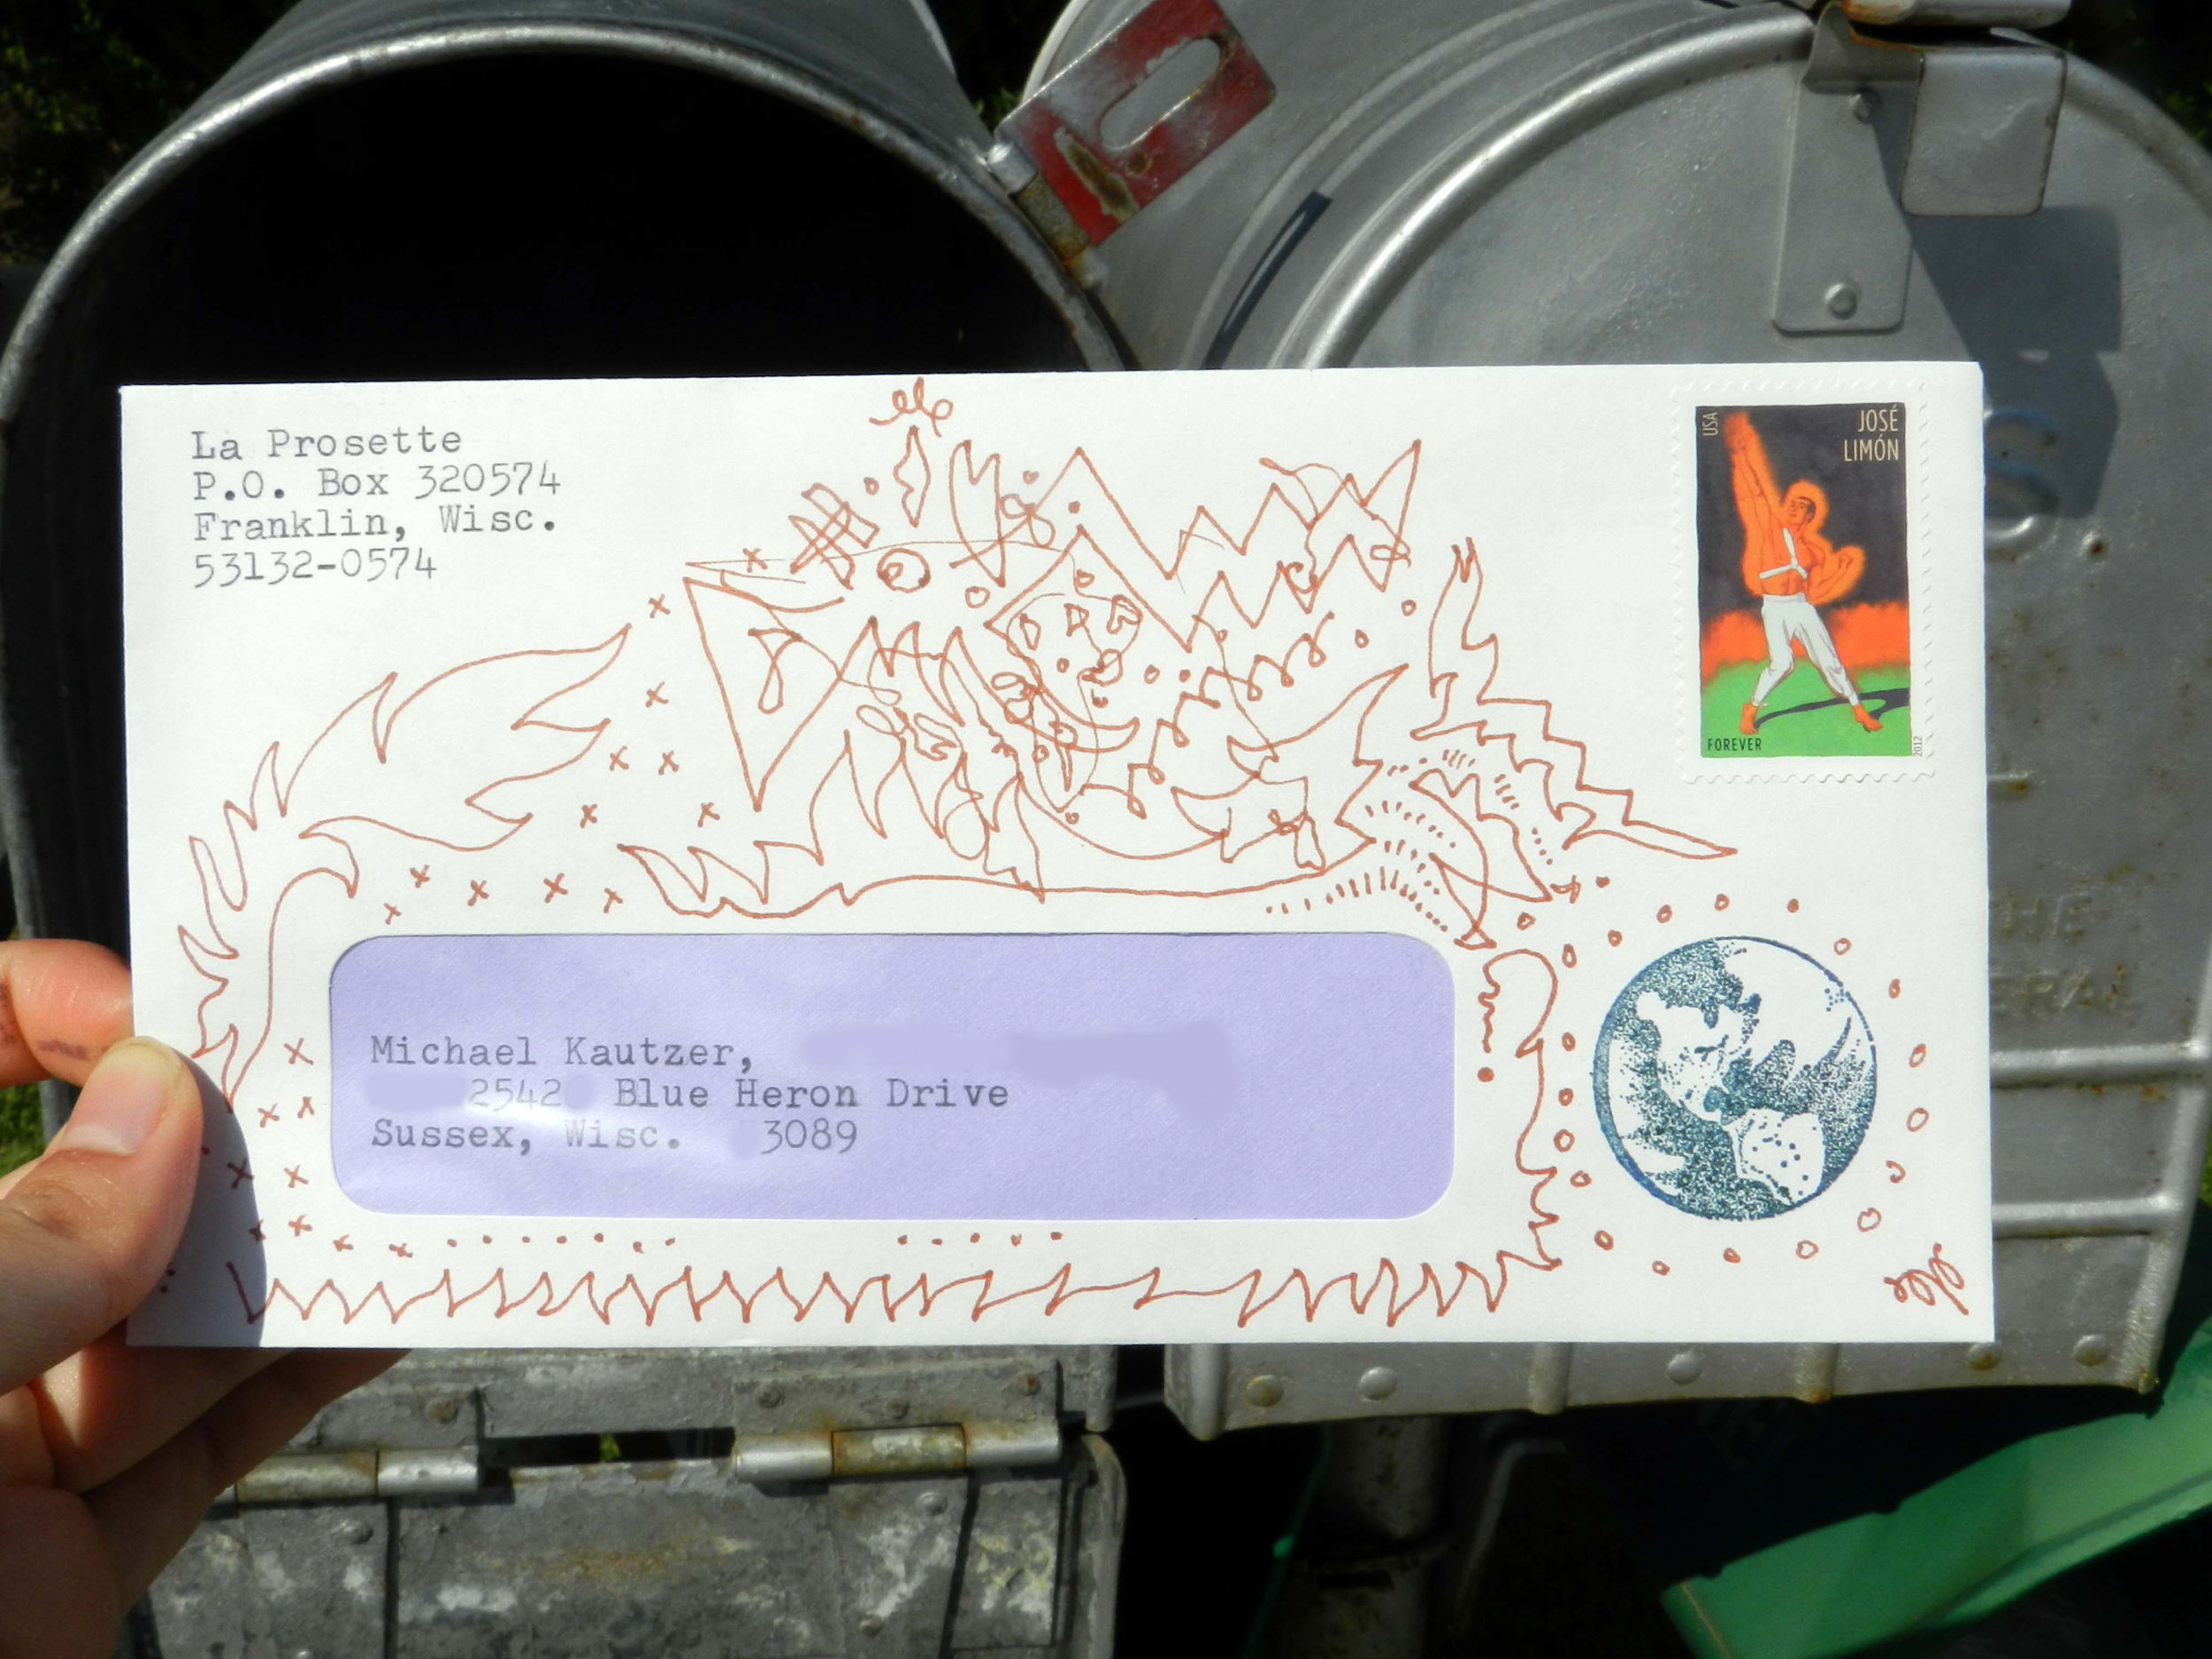 La Prosette
P.O. Box 320574
Franklin, Wisc.
53132-0574
USA
JOSÉ
LIMÓN
FOREVER
2012
Michael Kautzer,
2542 Blue Heron Drive
Sussex, Wisc. 3089